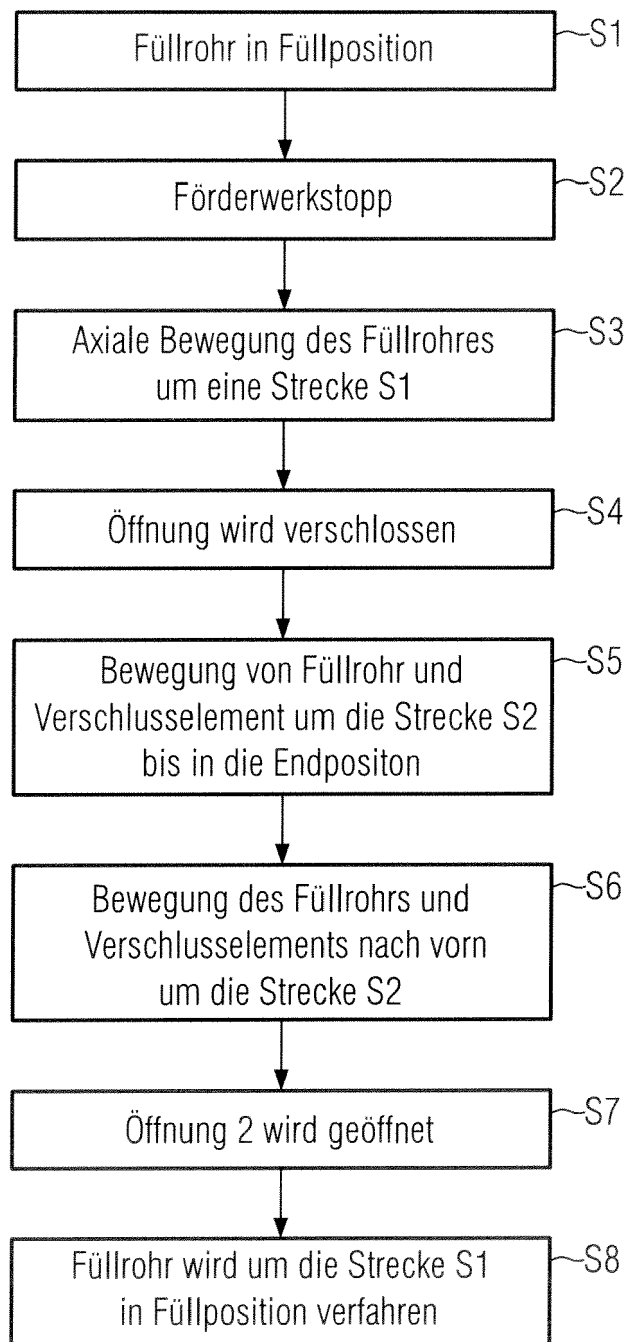 Füllrohr in Füllposition
S1
Förderwerkstopp
S2
Axiale Bewegung des Füllrohres
um eine Strecke S1
S3
Öffnung wird verschlossen
S4
Bewegung von Füllrohr und
Verschlusselement um die Strecke S2
bis in die Endpositon
S5
Bewegung des Füllrohrs und
Verschlusselements nach vorn
um die Strecke S2
S6
Öffnung 2 wird geöffnet
S7
Füllrohr wird um die Strecke S1
in Füllposition verfahren
S8